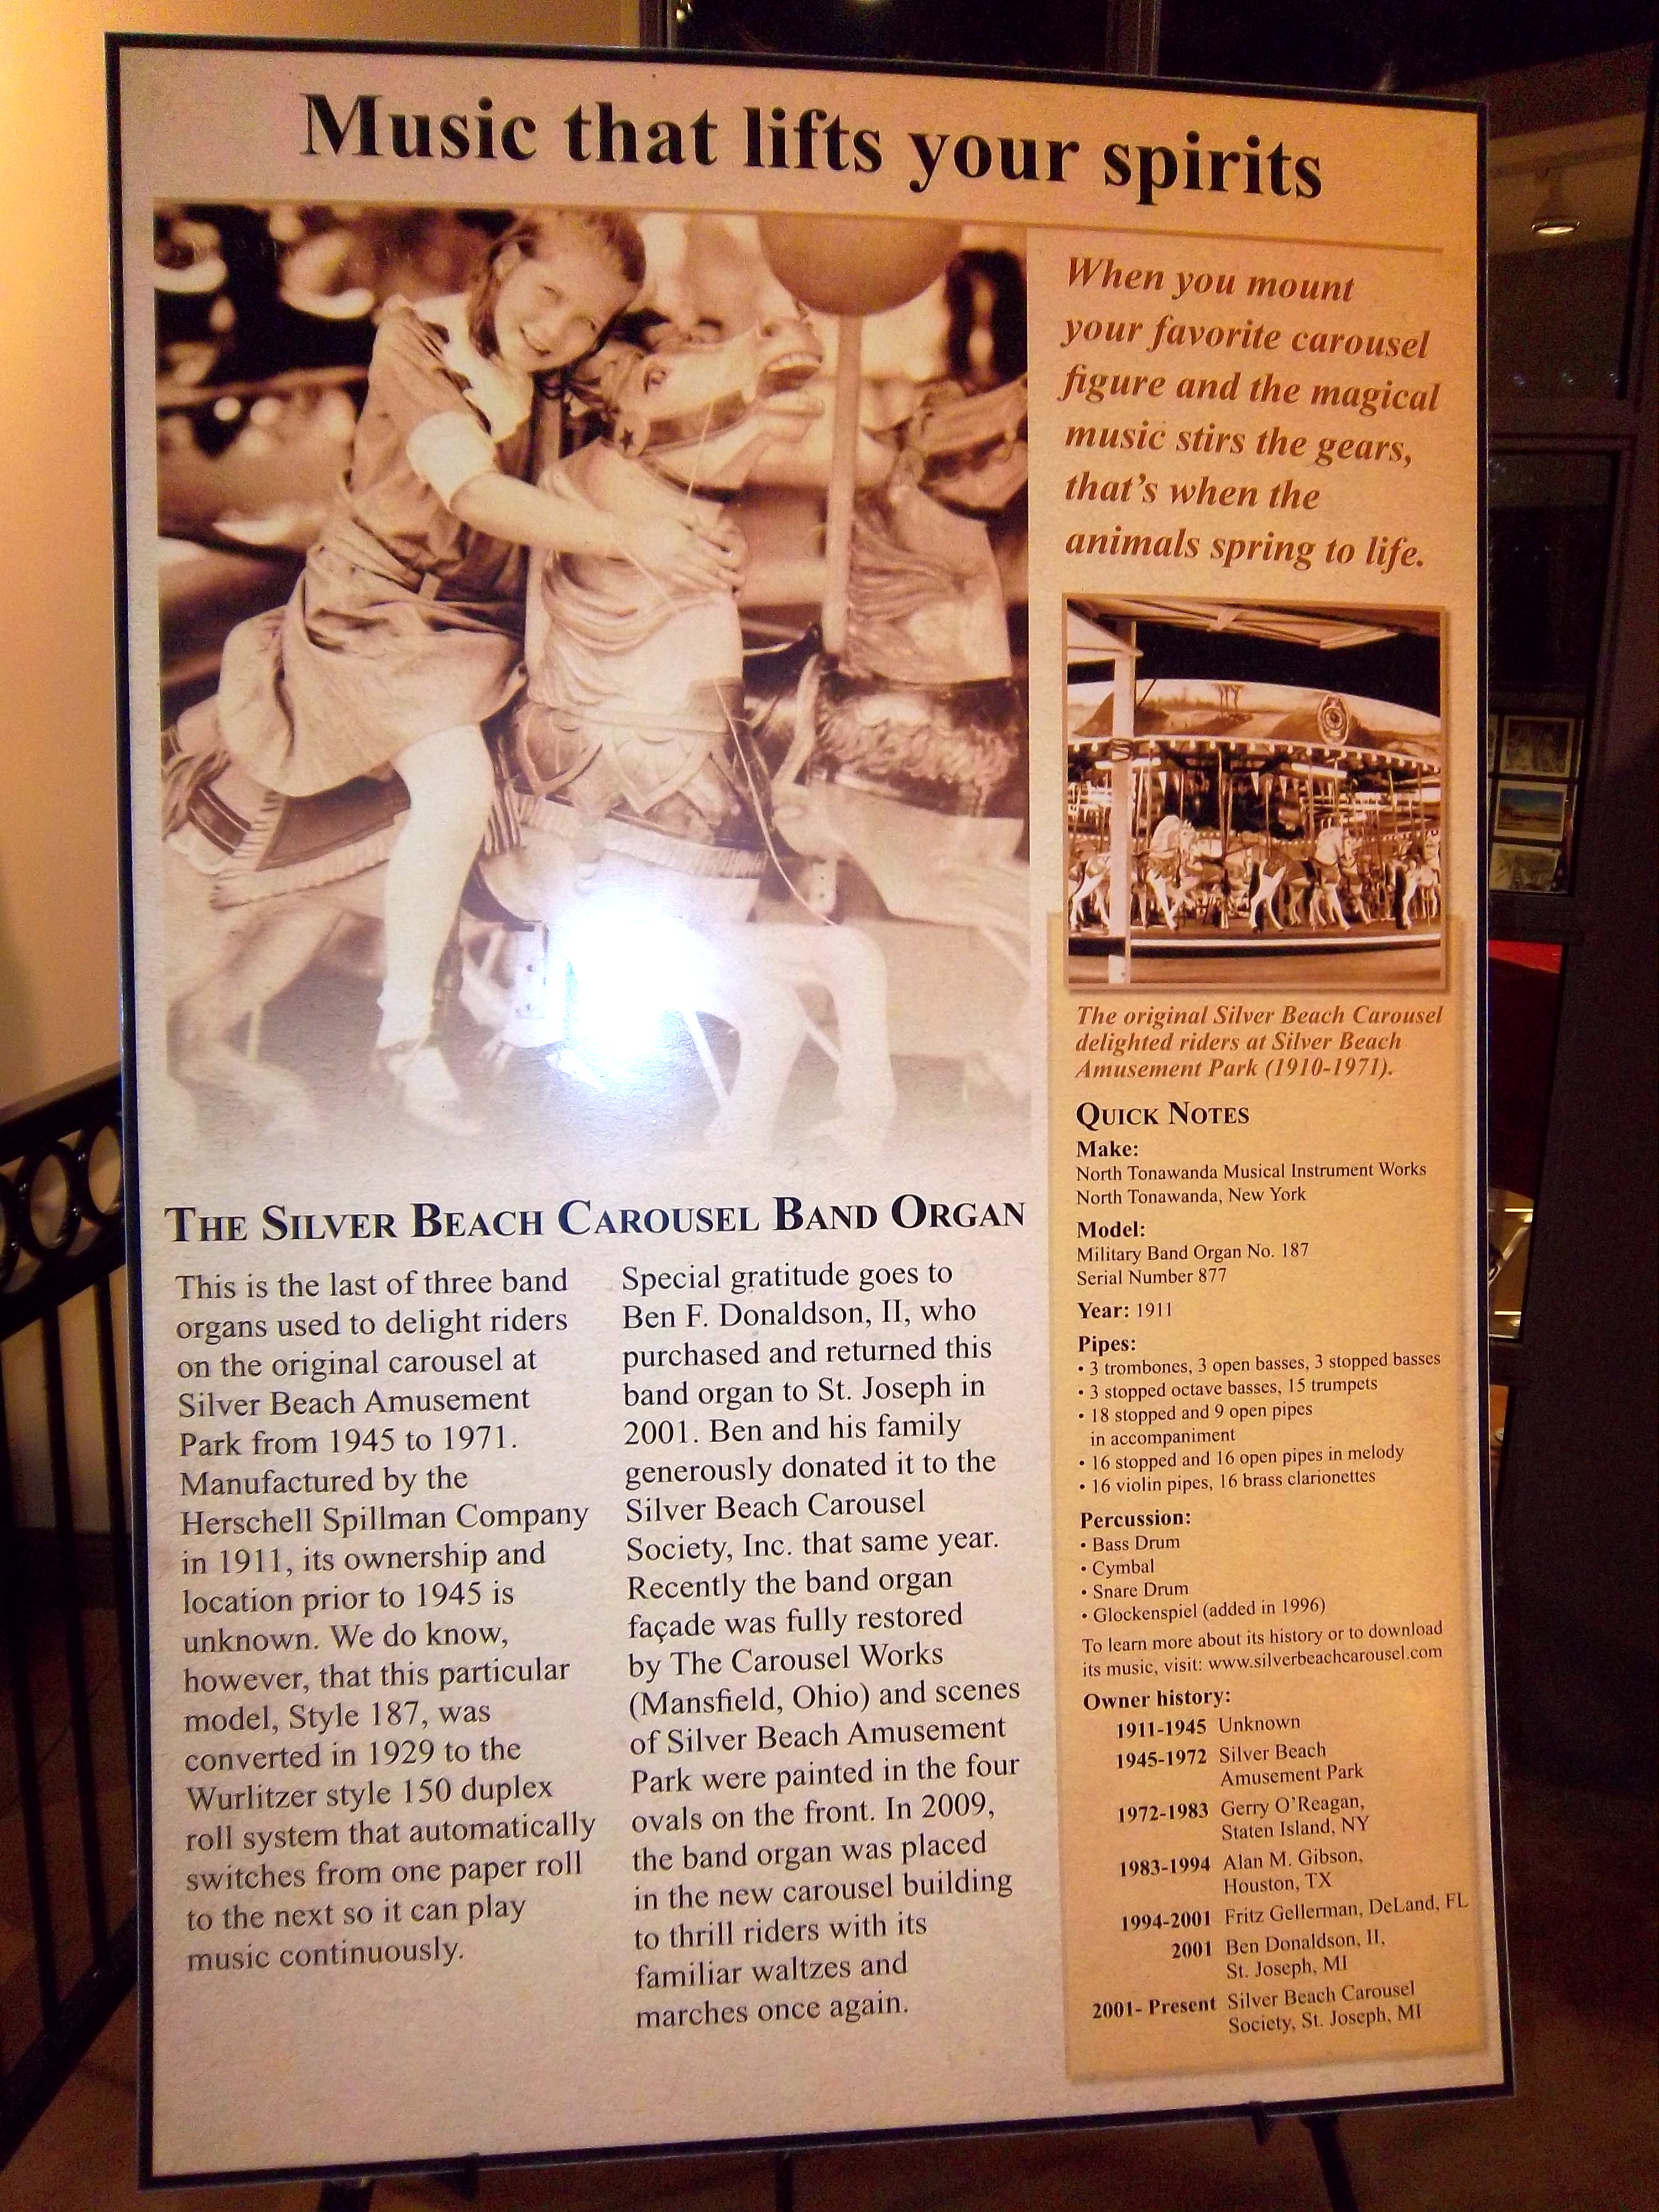 Music that lifts your spirits
When you mount
your favorite carousel
figure and the magical
music stirs the gears,
that's when the
animals spring to life.
The original Silver Beach Carousel
delighted riders at Silver Beach
Amusement Park (1910-1971).
THE SILVER BEACH CAROUSEL BAND ORGAN
This is the last of three band
organs used to delight riders
on the original carousel at
Silver Beach Amusement
Park from 1945 to 1971.
Manufactured by the
Herschell Spillman Company
in 1911, its ownership and
location prior to 1945 is
unknown. We do know,
however, that this particular
model, Style 187, was
converted in 1929 to the
Wurlitzer style 150 duplex
roll system that automatically
switches from one paper roll
to the next so it can play
music continuously.
Special gratitude goes to
Ben F. Donaldson, II, who
purchased and returned this
band organ to St. Joseph in
2001. Ben and his family
generously donated it to the
Silver Beach Carousel
Society, Inc. that same year.
Recently the band organ
façade was fully restored
by The Carousel Works
(Mansfield, Ohio) and scenes
of Silver Beach Amusement
Park were painted in the four
ovals on the front. In 2009,
the band organ was placed
in the new carousel building
to thrill riders with its
familiar waltzes and
marches once again.
QUICK NOTES
Make:
North Tonawanda Musical Instrument Works
North Tonawanda, New York
Model:
Military Band Organ No. 187
Serial Number 877
Year: 1911
Pipes:
• 3 trombones, 3 open basses, 3 stopped basses
• 3 stopped octave basses, 15 trumpets
• 18 stopped and 9 open pipes
in accompaniment
• 16 stopped and 16 open pipes in melody
• 16 violin pipes, 16 brass clarionettes
Percussion:
• Bass Drum
• Cymbal
• Snare Drum
• Glockenspiel (added in 1996)
To learn more about its history or to download
its music, visit: www.silverbeachcarousel.com
Owner history:
1911-1945 Unknown
1945-1972 Silver Beach
Amusement Park
1972-1983 Gerry O'Reagan,
Staten Island, NY
1983-1994 Alan M. Gibson,
Houston, TX
1994-2001 Fritz Gellerman, DeLand, FL
2001 Ben Donaldson, II,
St. Joseph, MI
2001- Present Silver Beach Carousel
Society, St. Joseph, MI